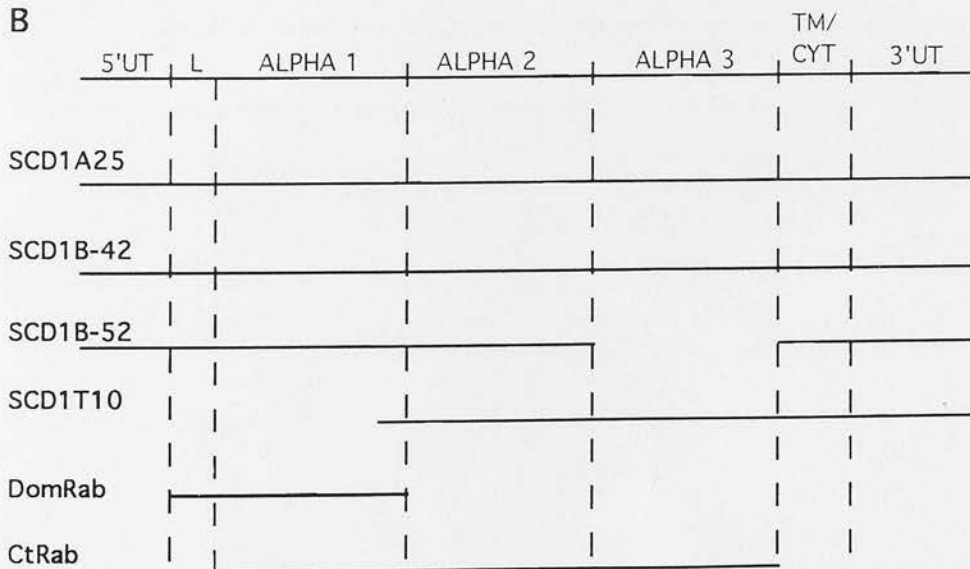 B
TM/
5'UT L ALPHA 1 ALPHA 2 ALPHA 3 CYT 3'UT
SCD1A25
SCD1B-42
SCD1B-52
SCD1T10
DomRab
CtRab